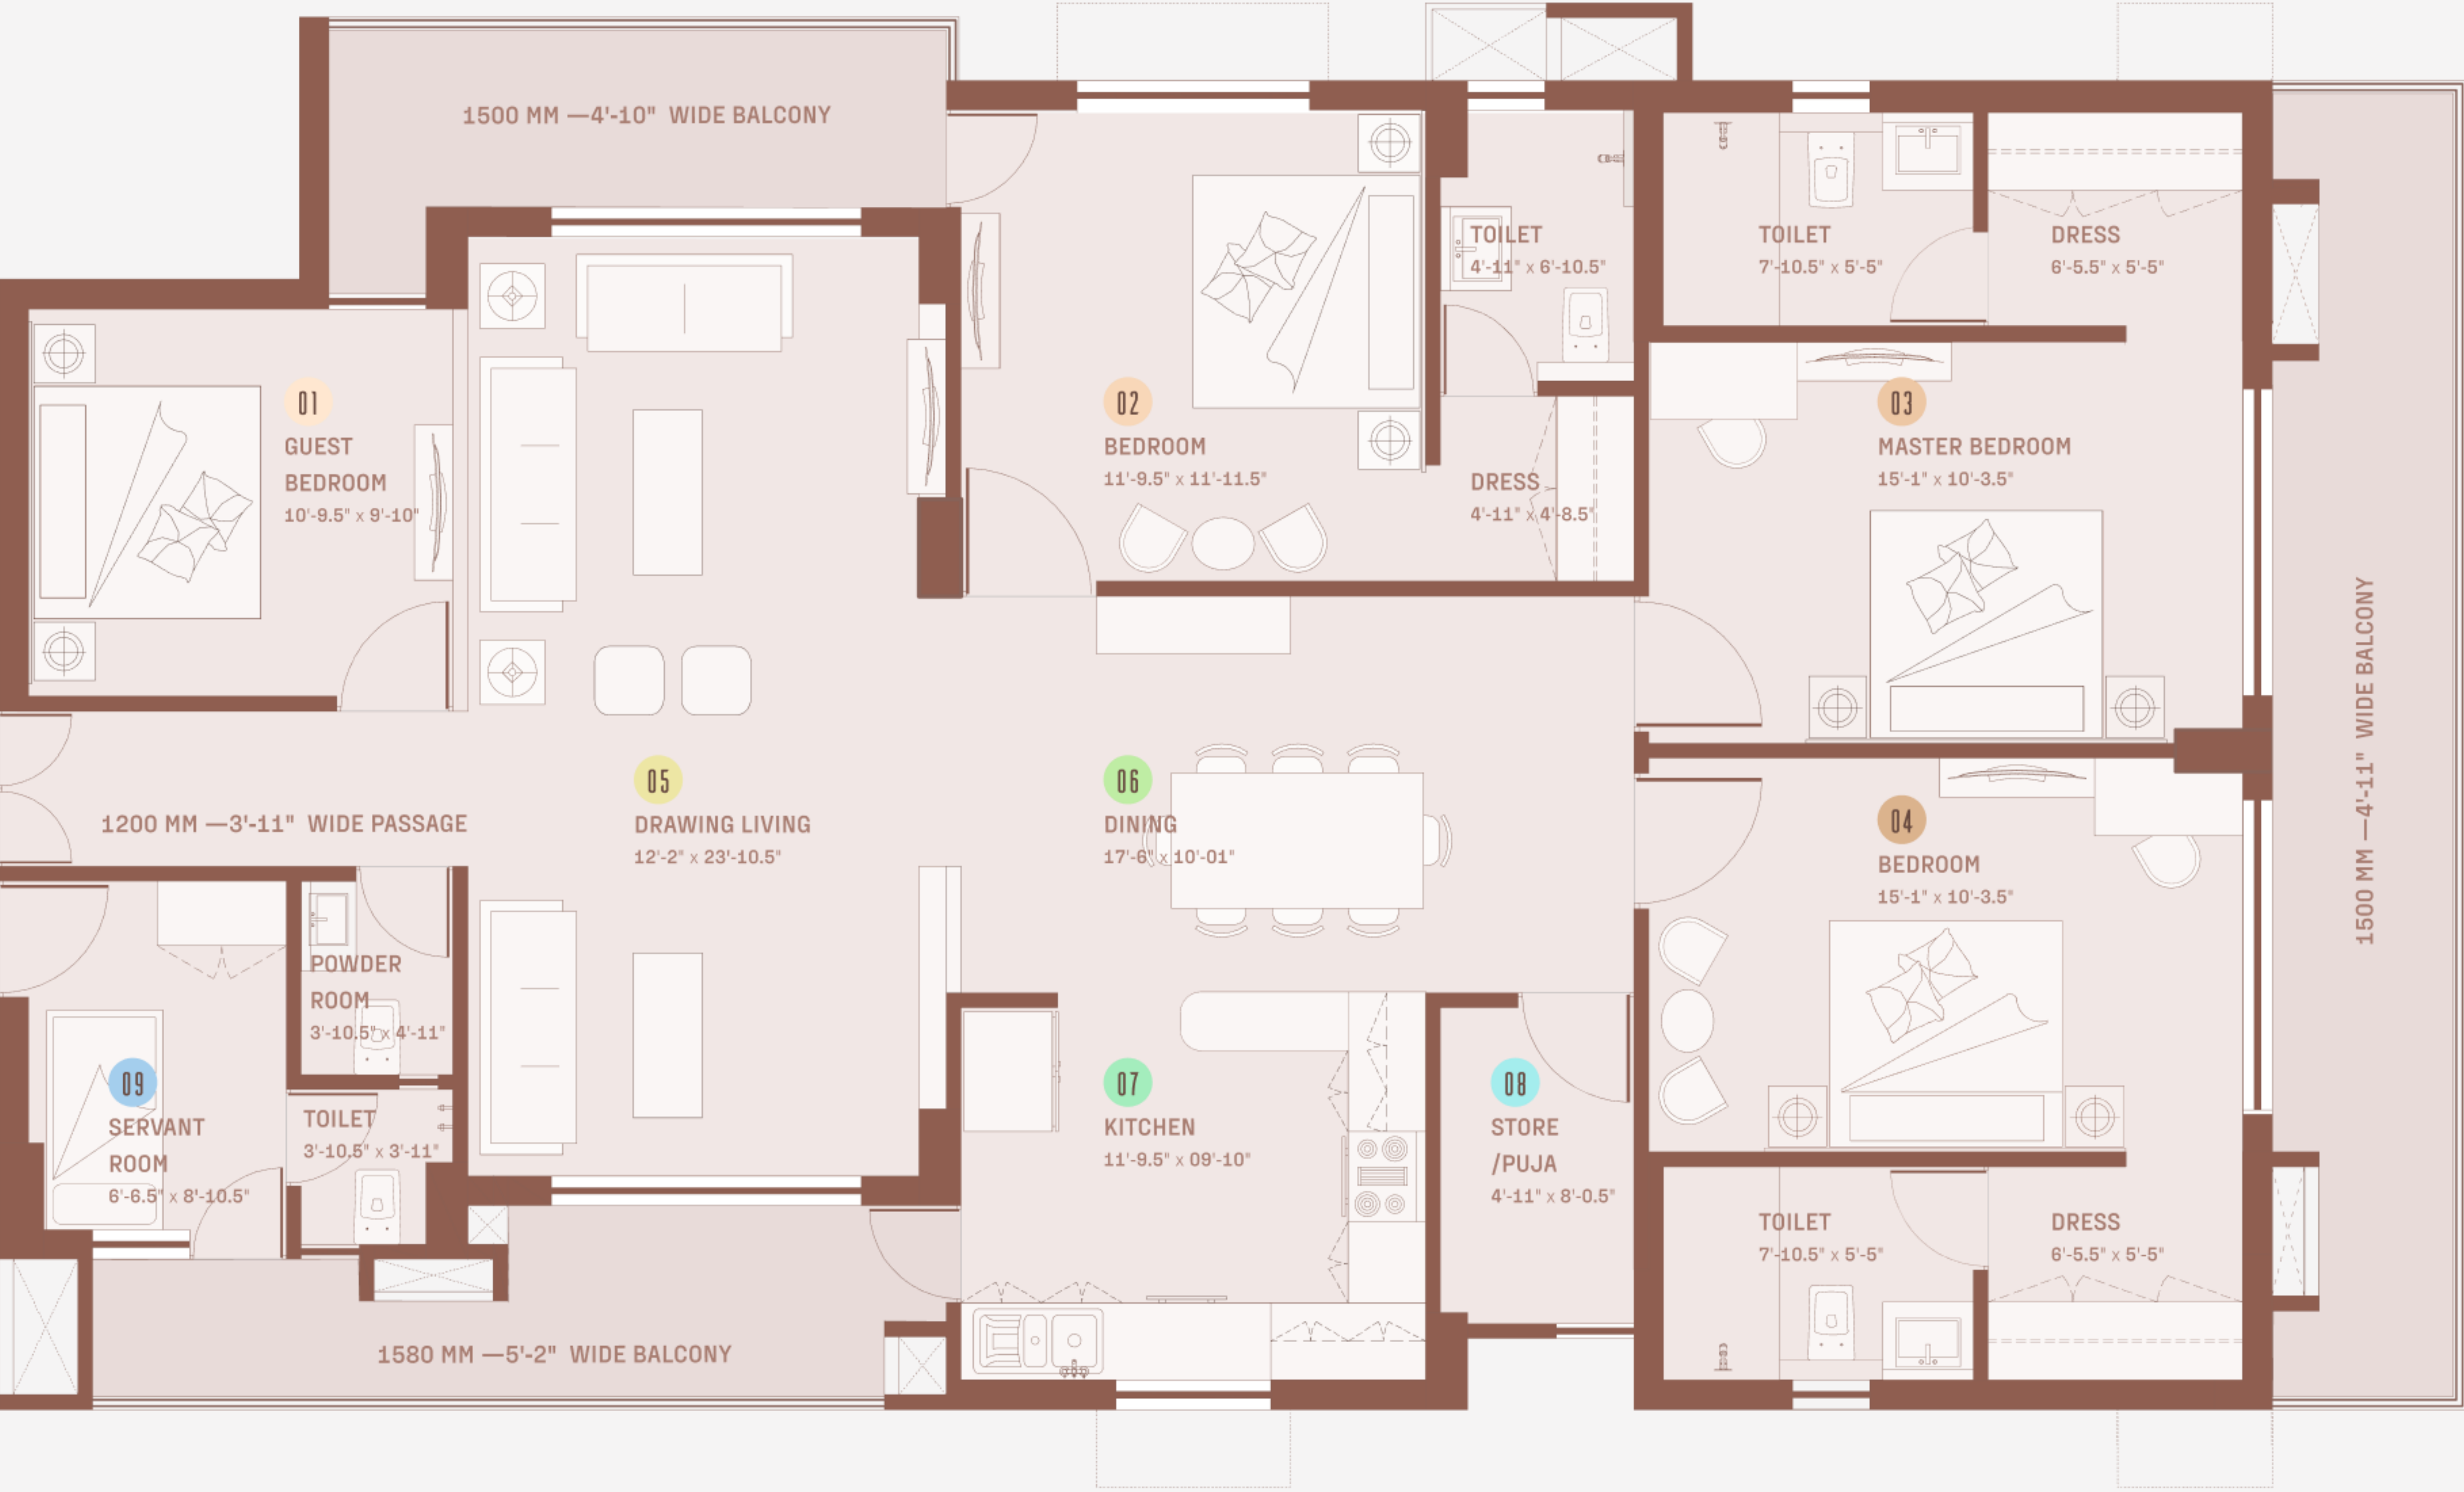 1500 MM —4'-10" WIDE BALCONY
TOILET
4'-11" x 6'-10.5"
TOILET
7'-10.5" x 5'-5"
DRESS
6'-5.5" x 5'-5"
01
GUEST
BEDROOM
10'-9.5" x 9'-10"
02
BEDROOM
11'-9.5" x 11'-11.5"
DRESS
4'-11" x 4'-8.5"
03
MASTER BEDROOM
15'-1" x 10'-3.5"
1500 MM —4'-11" WIDE BALCONY
1200 MM —3'-11" WIDE PASSAGE
05
DRAWING LIVING
12'-2" x 23'-10.5"
06
DINING
17'-6" x 10'-01"
04
BEDROOM
15'-1" x 10'-3.5"
POWDER
ROOM
3'-10.5" x 4'-11"
09
SERVANT
ROOM
6'-6.5" x 8'-10.5"
TOILET
3'-10.5" x 3'-11"
07
KITCHEN
11'-9.5" x 09'-10"
08
STORE
/PUJA
4'-11" x 8'-0.5"
TOILET
7'-10.5" x 5'-5"
DRESS
6'-5.5" x 5'-5"
1580 MM —5'-2" WIDE BALCONY